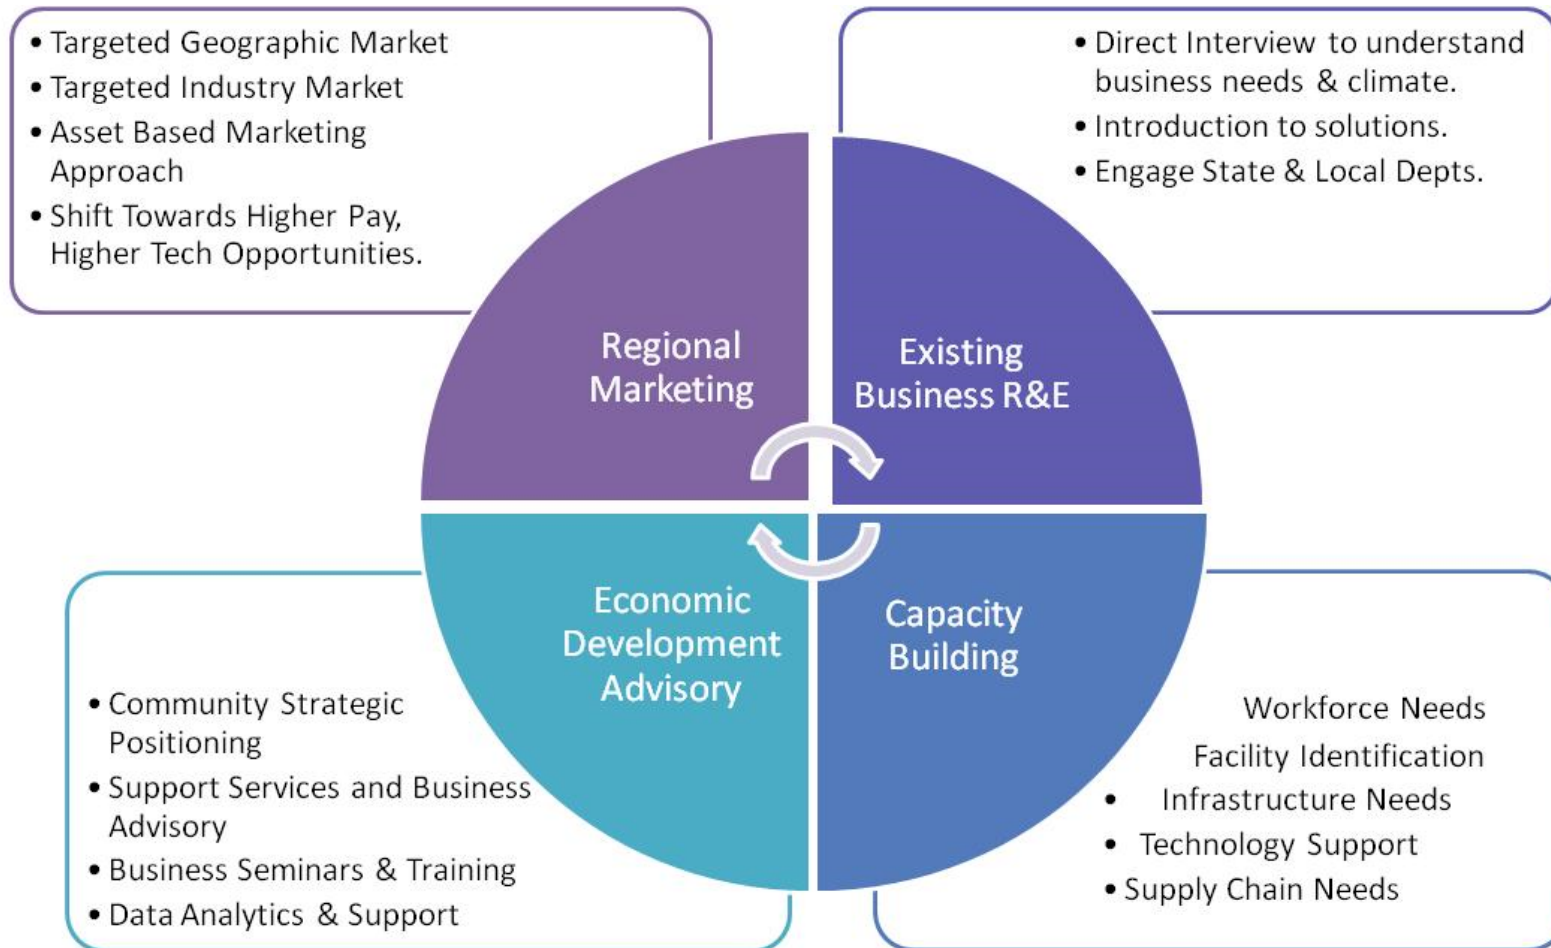 • Targeted Geographic Market
• Targeted Industry Market
• Asset Based Marketing
Approach
• Shift Towards Higher Pay,
Higher Tech Opportunities.
• Direct Interview to understand
business needs & climate.
• Introduction to solutions.
• Engage State & Local Depts.
Regional
Marketing
Existing
Business R&E
Economic
Development
Advisory
Capacity
Building
• Community Strategic
Positioning
• Support Services and Business
Advisory
• Business Seminars & Training
• Data Analytics & Support
Workforce Needs
Facility Identification
• Infrastructure Needs
• Technology Support
• Supply Chain Needs